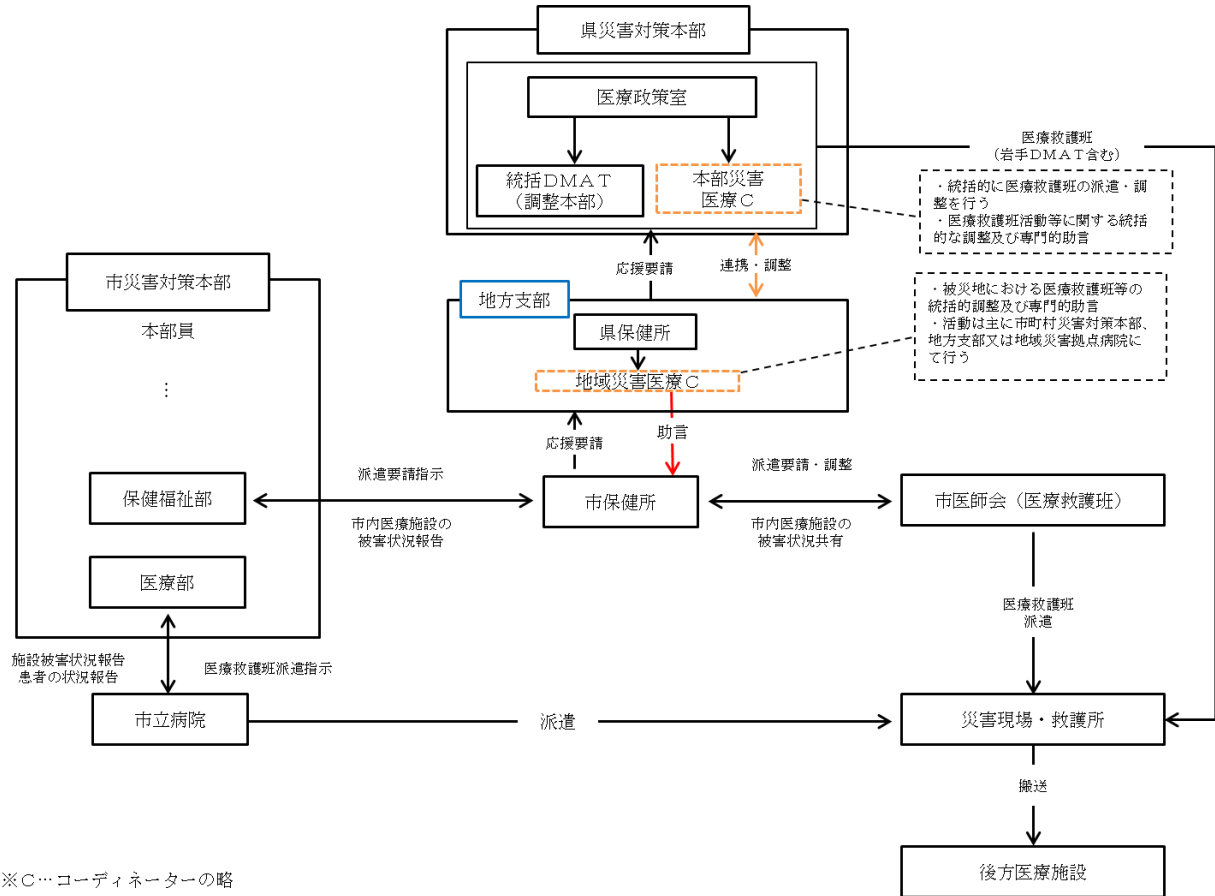 県災害対策本部
医療政策室
統括DMAT
(調整本部)
本部災害
医療C
医療救護班
(岩手DMAT含む)
・統括的に医療救護班の派遣・調
整を行う
・医療救護班活動等に関する統括
的な調整及び専門的助言
応援要請
連携・調整
市災害対策本部
本部員
⋮
地方支部
県保健所
地域災害医療C
・被災地における医療救護班等の
統括的調整及び専門的助言
・活動は主に市町村災害対策本部、
地方支部又は地域災害拠点病院に
て行う
応援要請
助言
保健福祉部
派遣要請指示
市内医療施設の
被害状況報告
市保健所
派遣要請・調整
市内医療施設の
被害状況共有
市医師会(医療救護班)
医療部
医療救護班
派遣
施設被害状況報告
患者の状況報告
医療救護班派遣指示
市立病院
派遣
災害現場・救護所
搬送
後方医療施設
※C…コーディネーターの略